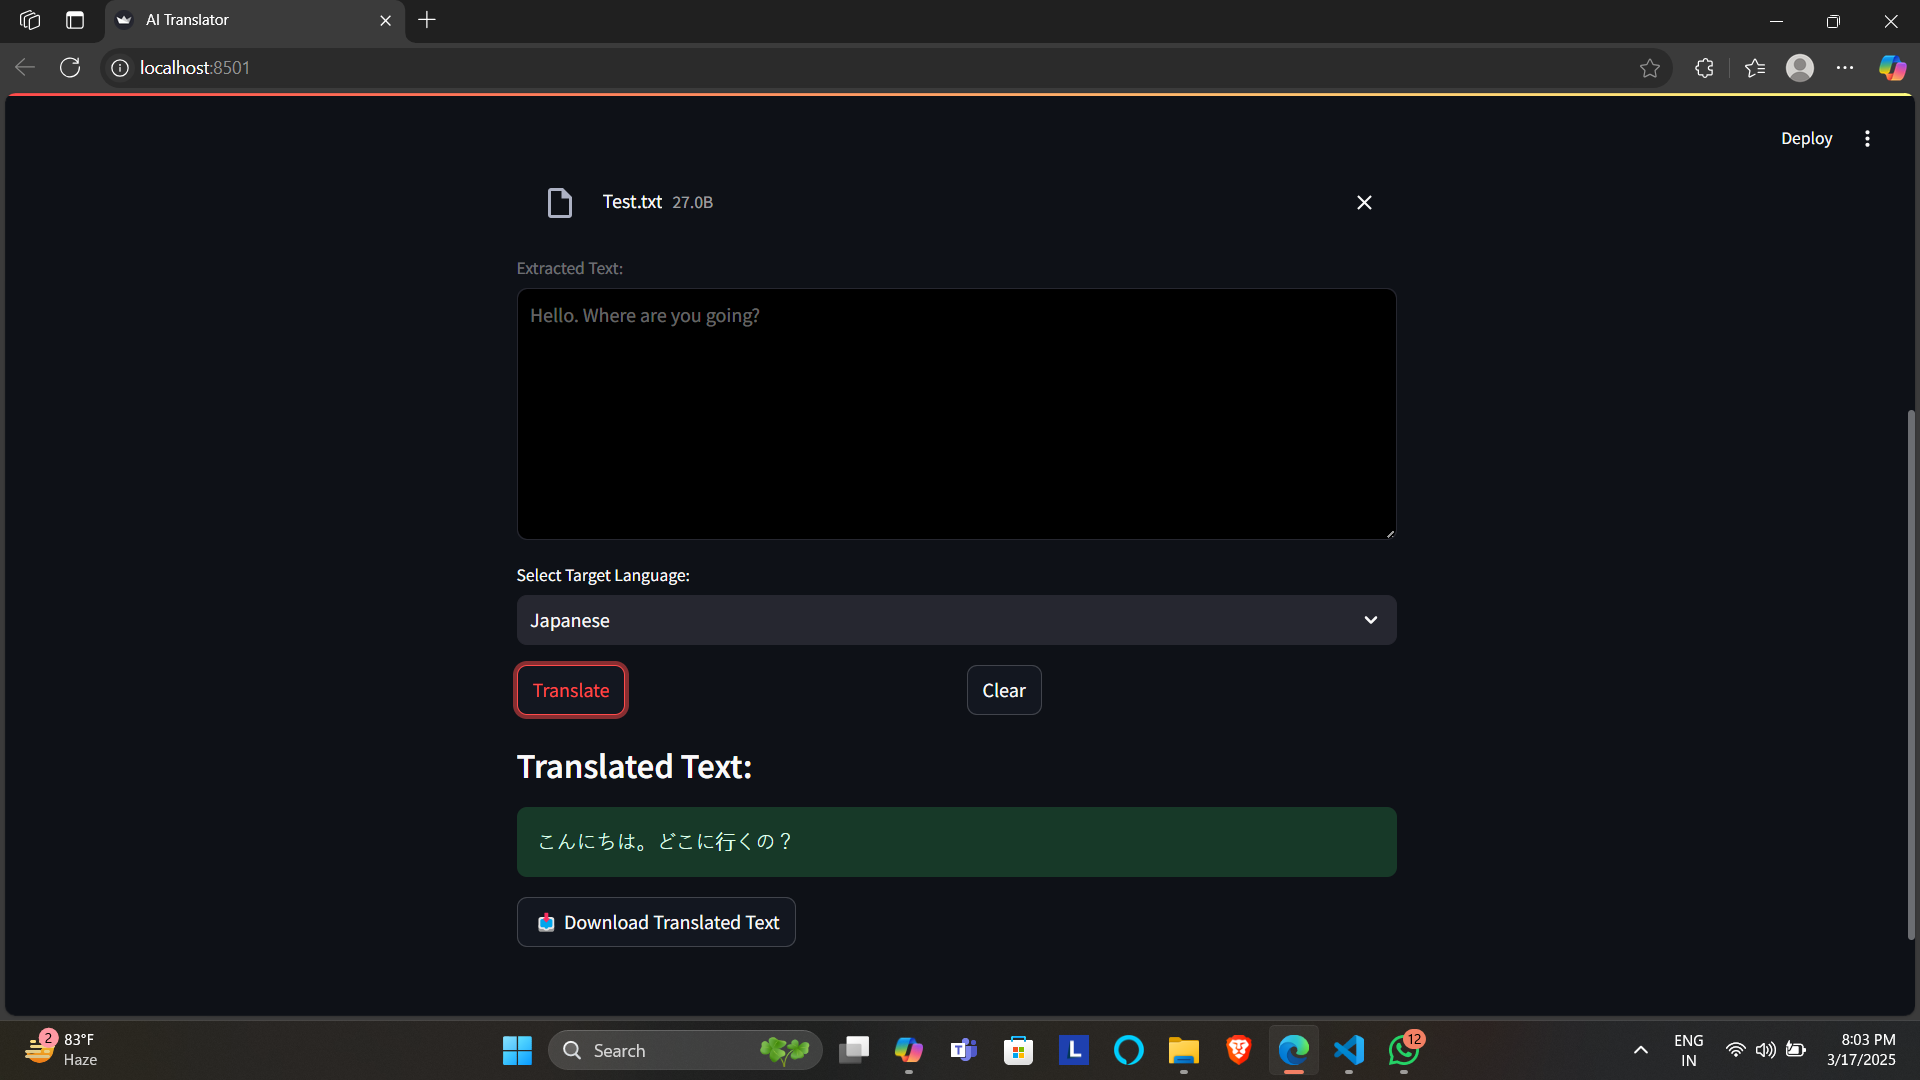 AI Translator
localhost:8501
Deploy
Test.txt 27.0B
Extracted Text:
Hello. Where are you going?
Select Target Language:
Japanese
Translate
Clear
Translated Text:
こんにちは。どこに行くの？
Download Translated Text
2
83°F
Haze
Search
T
L
12
ENG
IN
8:03 PM
3/17/2025